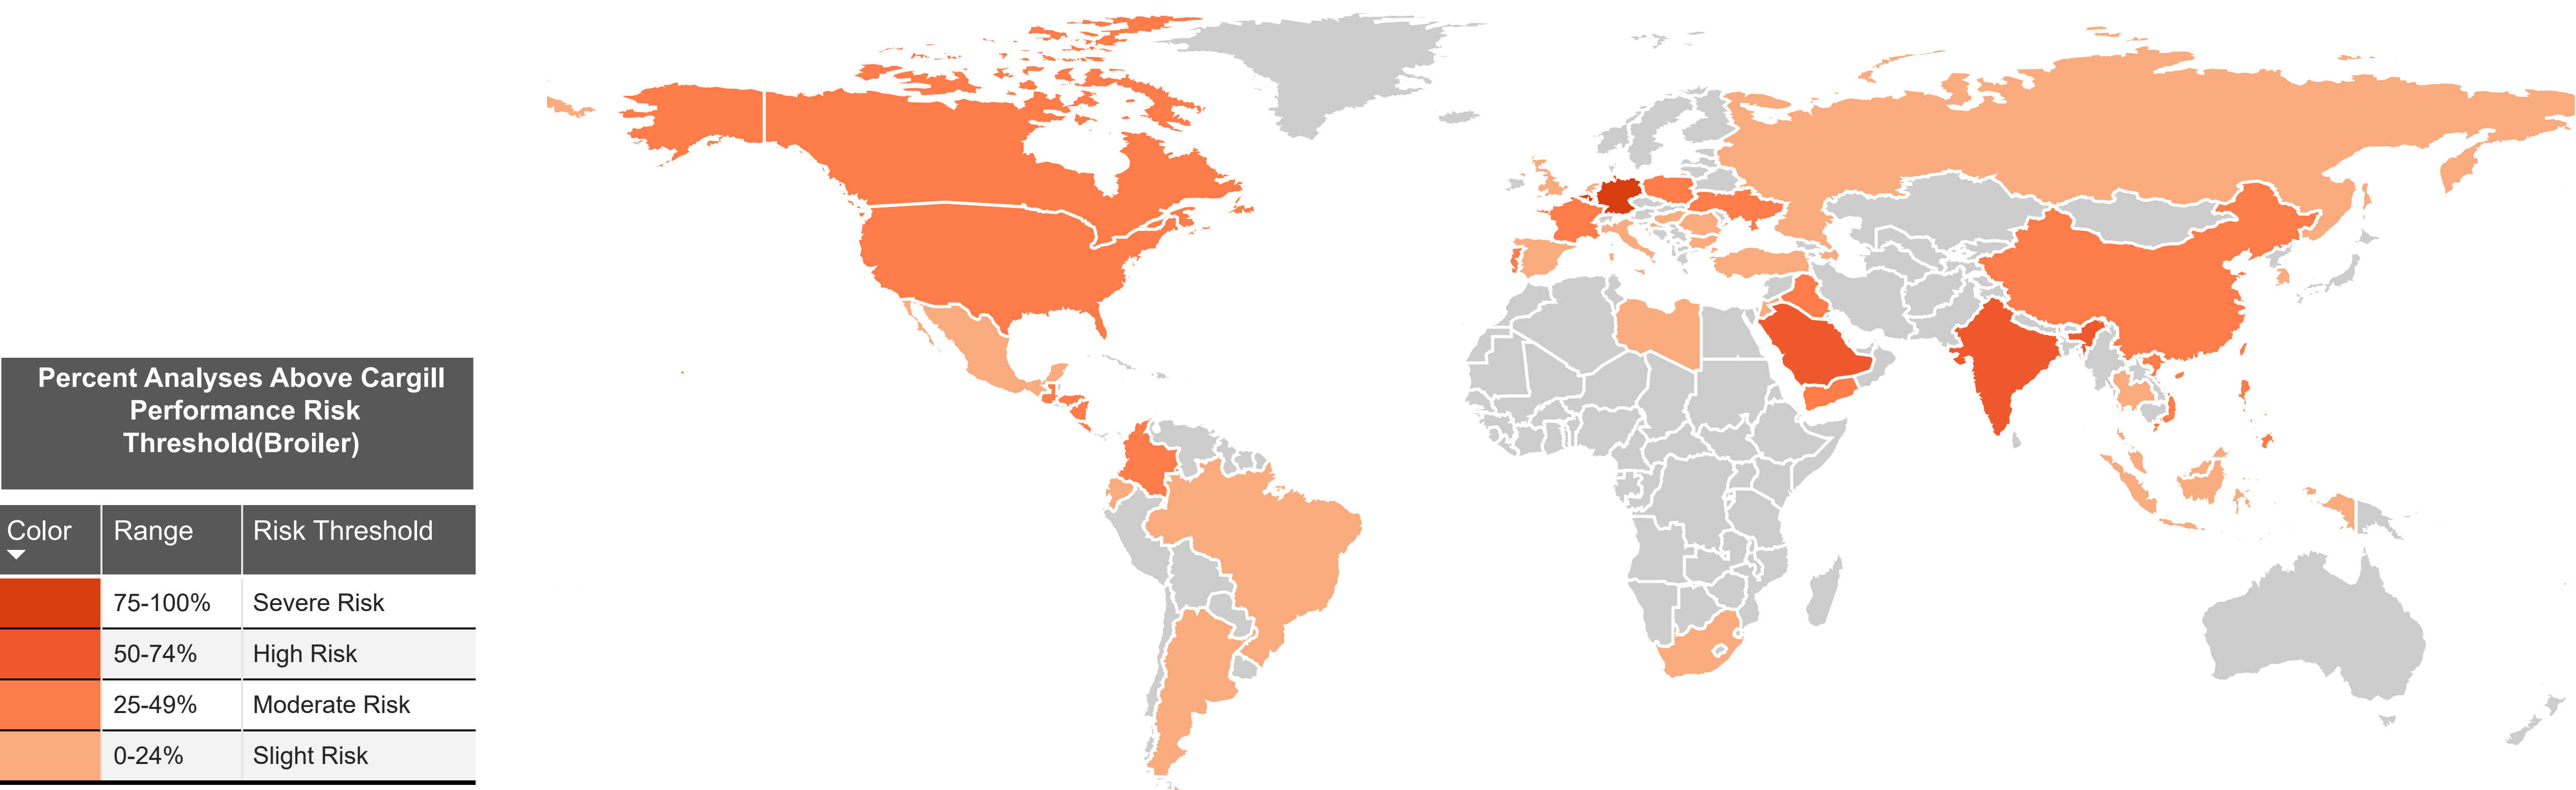 Percent Analyses Above Cargill
Performance Risk
Threshold(Broiler)
Color Range Risk Threshold
75-100% Severe Risk
50-74% High Risk
25-49% Moderate Risk
0-24% Slight Risk